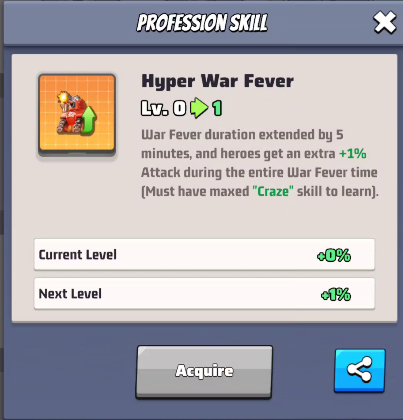 PROFESSION SKILL
Hyper War Fever
Lv. 0 1
War Fever duration extended by 5
minutes, and heroes get an extra +1%
Attack during the entire War Fever time
(Must have maxed "Craze" skill to learn).
Current Level +0%
Next Level +1%
Acquire